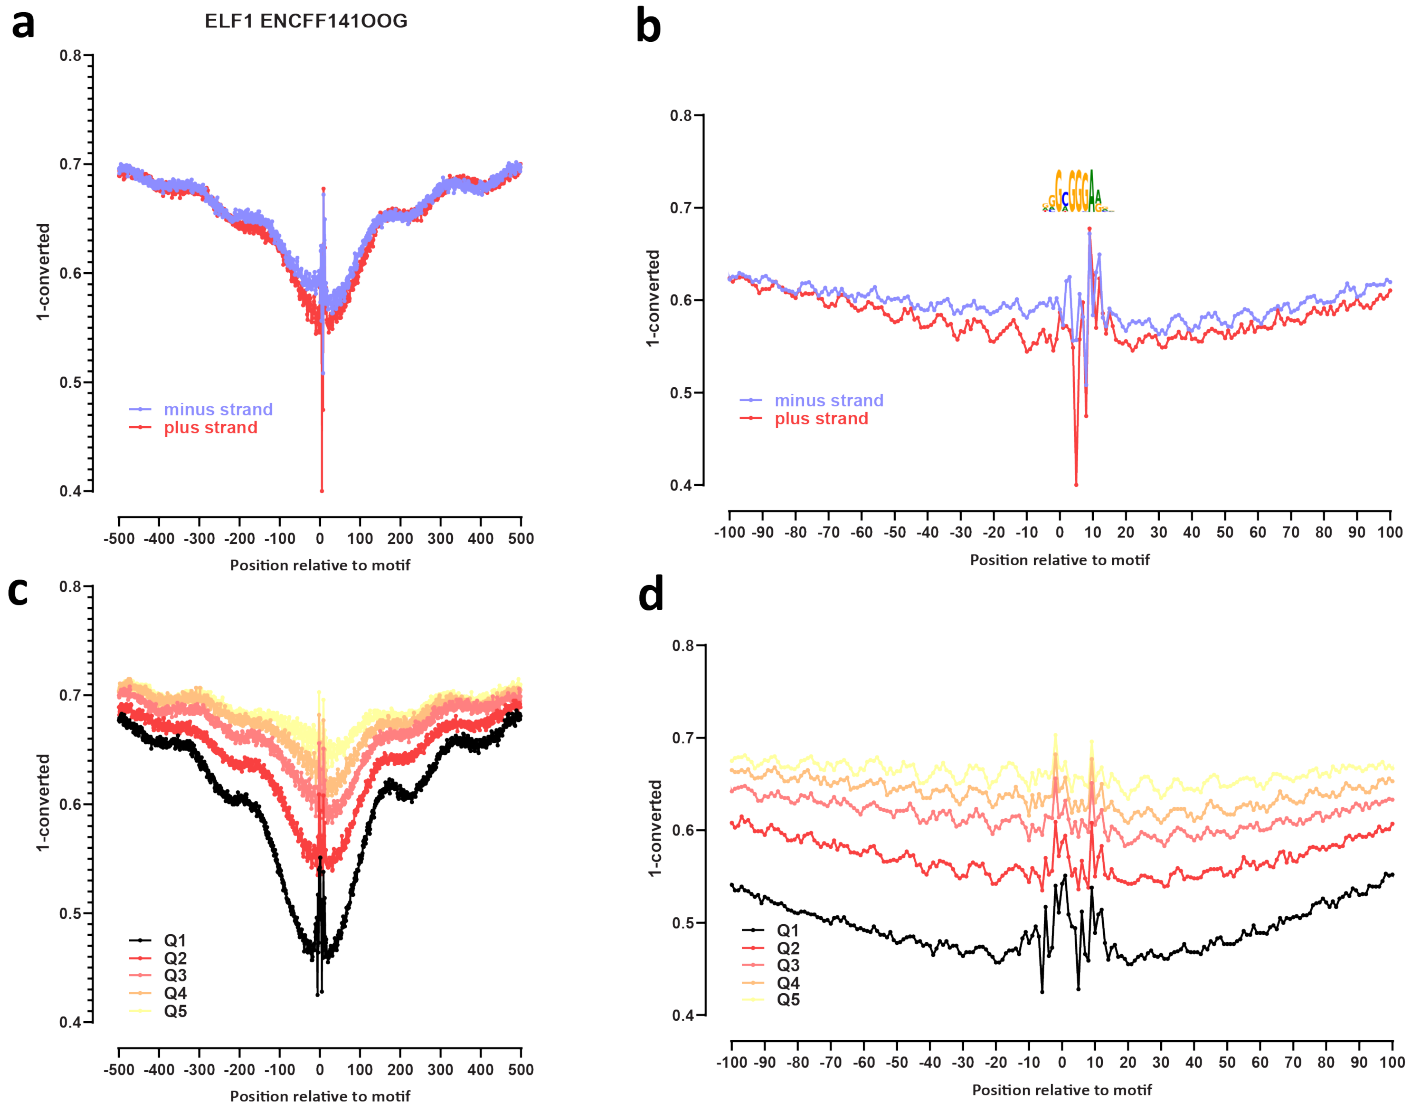 a
ELF1 ENCFF141OOG
0.8
0.7
0.6
0.5
0.4
1-converted
minus strand
plus strand
-500 -400 -300 -200 -100 0 100 200 300 400 500
Position relative to motif
b
0.8
0.7
0.6
0.5
0.4
1-converted
GCGGGAA
minus strand
plus strand
-100 -90 -80 -70 -60 -50 -40 -30 -20 -10 0 10 20 30 40 50 60 70 80 90 100
Position relative to motif
c
0.8
0.7
0.6
0.5
0.4
1-converted
Q1
Q2
Q3
Q4
Q5
-500 -400 -300 -200 -100 0 100 200 300 400 500
Position relative to motif
d
0.8
0.7
0.6
0.5
0.4
1-converted
Q1
Q2
Q3
Q4
Q5
-100 -90 -80 -70 -60 -50 -40 -30 -20 -10 0 10 20 30 40 50 60 70 80 90 100
Position relative to motif